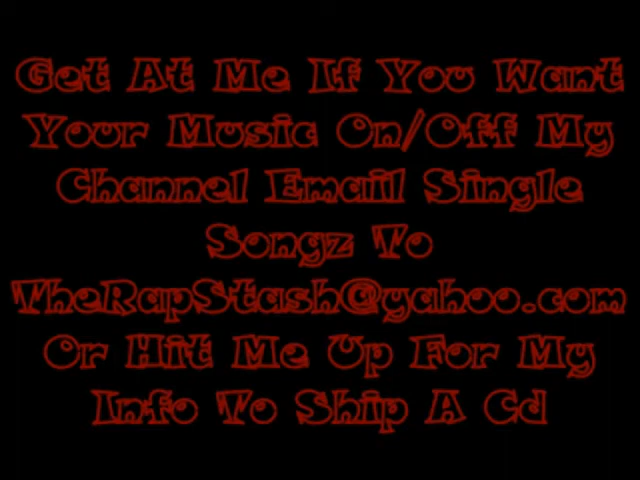 Get At Me If You Want
Your Music On/Off My
Channel Email Single
Songz To
TheRapStash@yahoo.com
Or Hit Me Up For My
Info To Ship A Cd